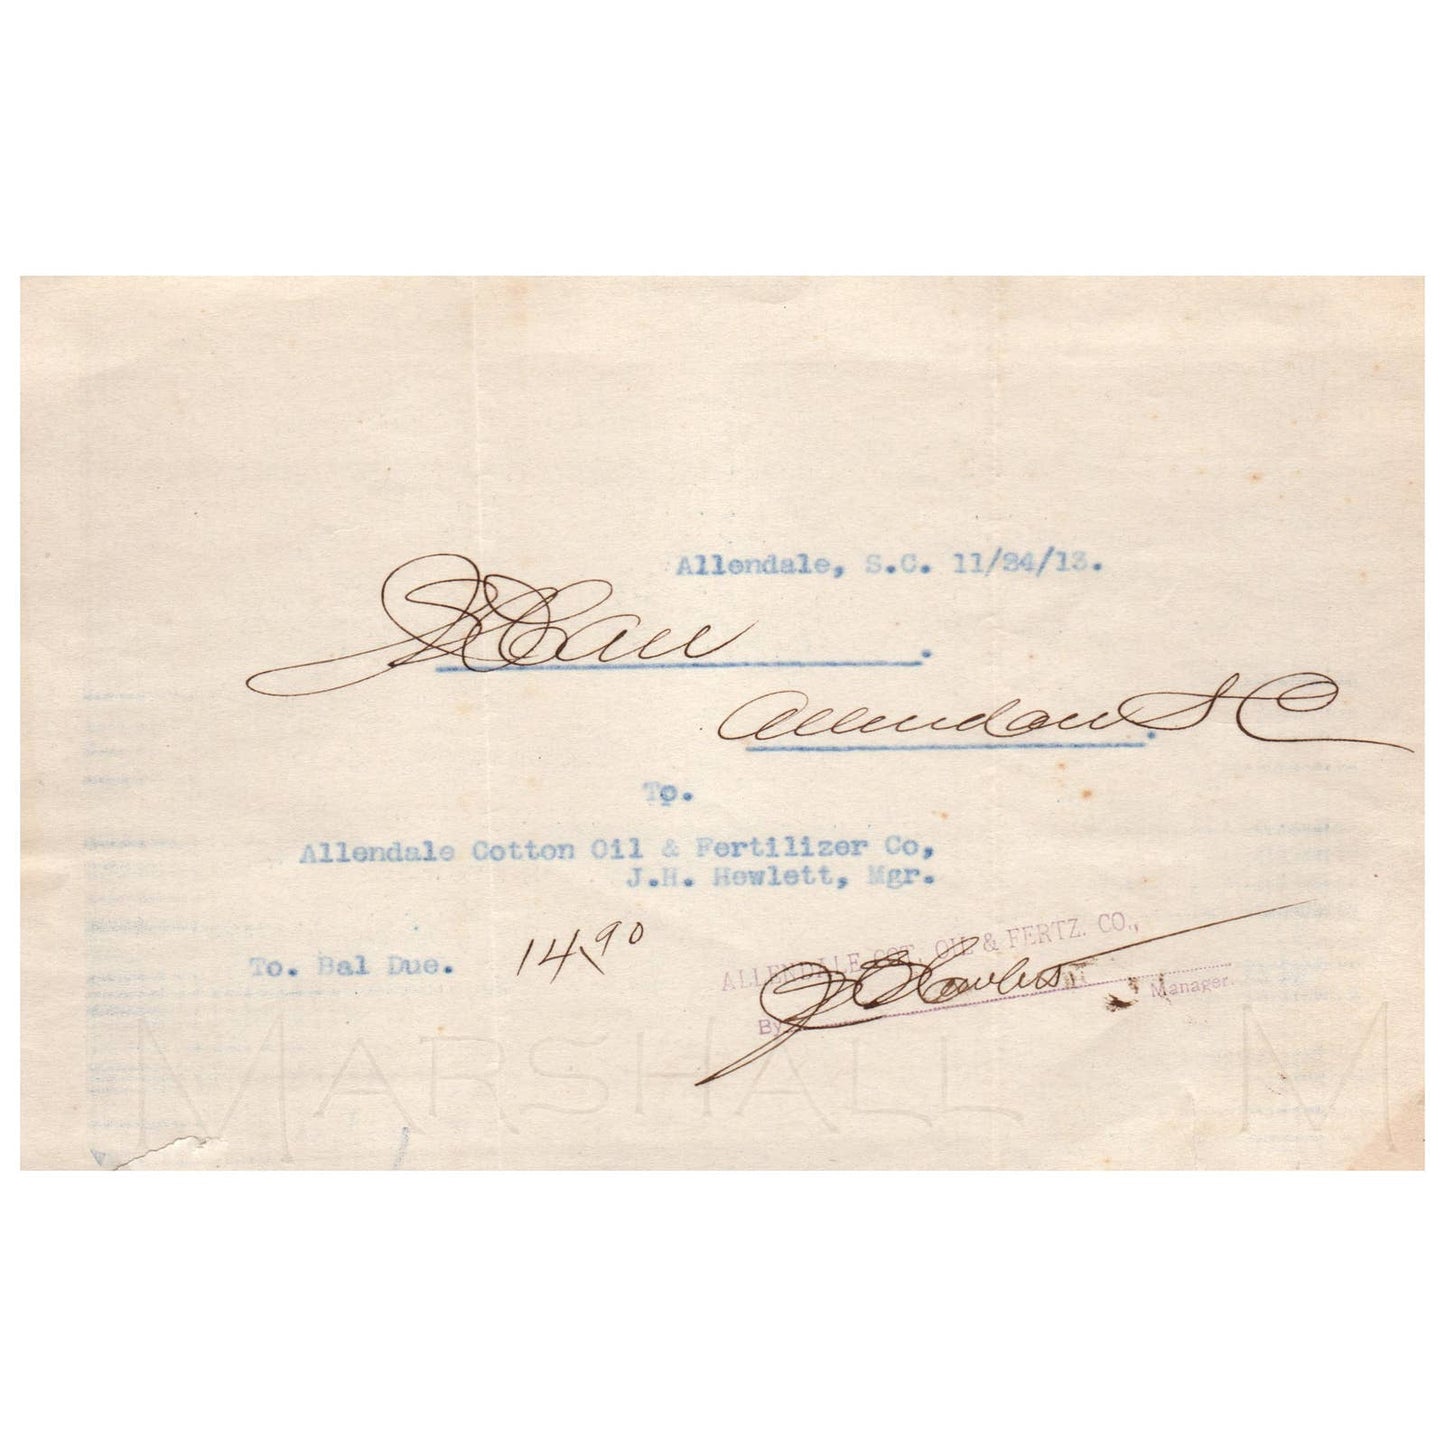 Allendale, S.C. 11/24/13.
Allendale S C
To.
Allendale Cotton Oil & Fertilizer Co,
J.H. Hewlett, Mgr.
To. Bal Due. 14.90
ALLENDALE COT. OIL & FERTZ. CO.,
By J H Hewlett Manager.
MARSHALL M